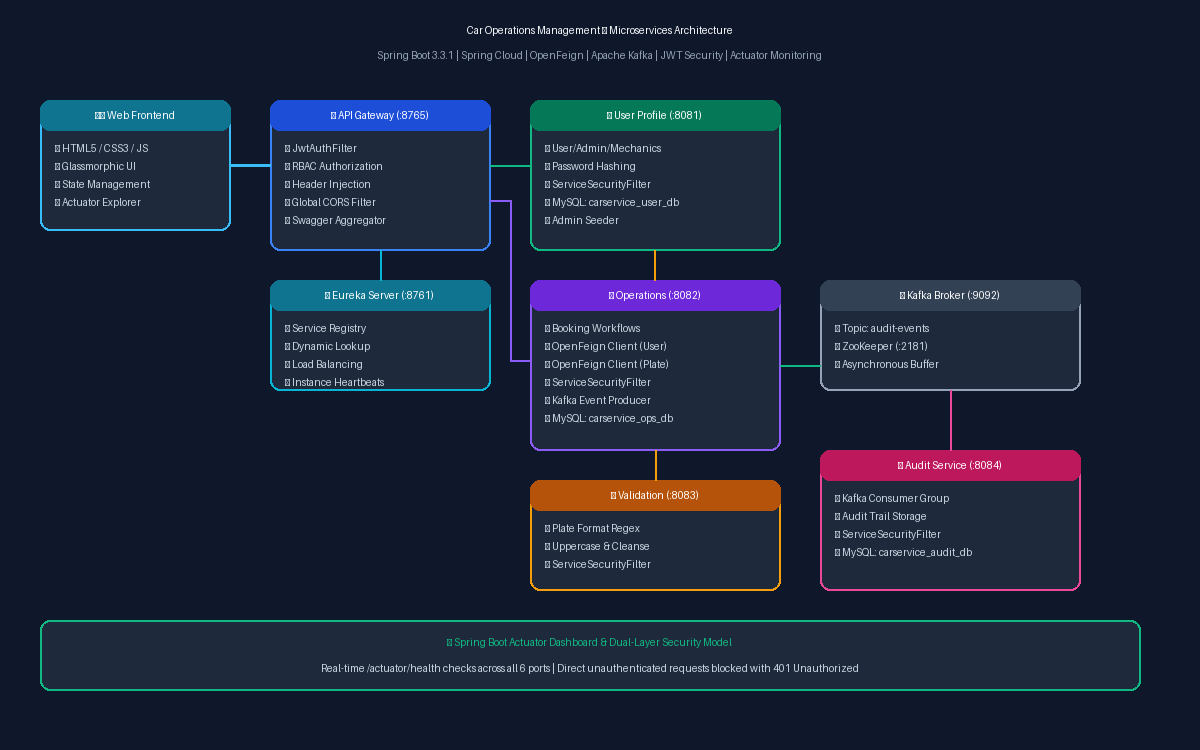 Car Operations Management Microservices Architecture
Spring Boot 3.3.1 | Spring Cloud | OpenFeign | Apache Kafka | JWT Security | Actuator Monitoring
Web Frontend
HTML5 / CSS3 / JS
Glassmorphic UI
State Management
Actuator Explorer
API Gateway (:8765)
JwtAuthFilter
RBAC Authorization
Header Injection
Global CORS Filter
Swagger Aggregator
User Profile (:8081)
User/Admin/Mechanics
Password Hashing
ServiceSecurityFilter
MySQL: carservice_user_db
Admin Seeder
Eureka Server (:8761)
Service Registry
Dynamic Lookup
Load Balancing
Instance Heartbeats
Operations (:8082)
Booking Workflows
OpenFeign Client (User)
OpenFeign Client (Plate)
ServiceSecurityFilter
Kafka Event Producer
MySQL: carservice_ops_db
Kafka Broker (:9092)
Topic: audit-events
ZooKeeper (:2181)
Asynchronous Buffer
Validation (:8083)
Plate Format Regex
Uppercase & Cleanse
ServiceSecurityFilter
Audit Service (:8084)
Kafka Consumer Group
Audit Trail Storage
ServiceSecurityFilter
MySQL: carservice_audit_db
Spring Boot Actuator Dashboard & Dual-Layer Security Model
Real-time /actuator/health checks across all 6 ports | Direct unauthenticated requests blocked with 401 Unauthorized